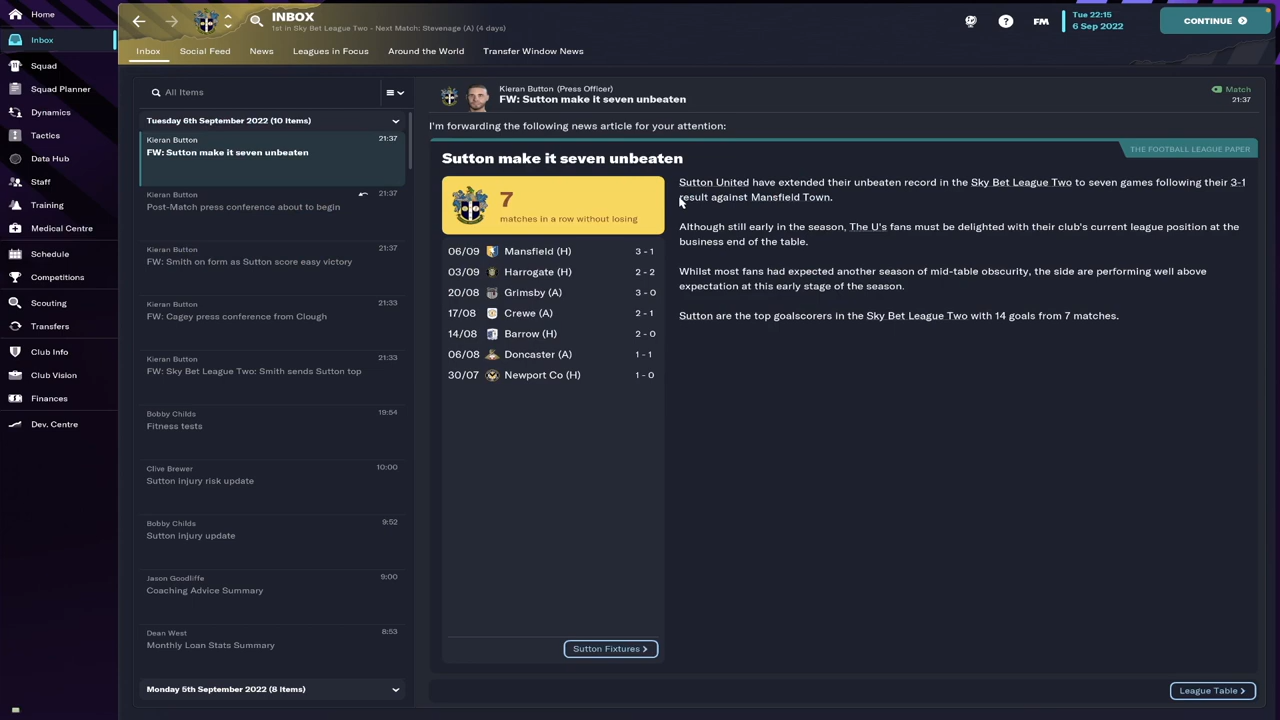 Home
Inbox
Squad
Squad Planner
Dynamics
Tactics
Data Hub
Staff
Training
Medical Centre
Schedule
Competitions
Scouting
Transfers
Club Info
Club Vision
Finances
Dev. Centre
INBOX
1st in Sky Bet League Two - Next Match: Stevenage (A) (4 days)
FM
Tue 22:15
6 Sep 2022
CONTINUE
Inbox Social Feed News Leagues in Focus Around the World Transfer Window News
All Items
Tuesday 6th September 2022 (10 Items)
Kieran Button 21:37
FW: Sutton make it seven unbeaten
Kieran Button 21:37
Post-Match press conference about to begin
Kieran Button 21:37
FW: Smith on form as Sutton score easy victory
Kieran Button 21:33
FW: Cagey press conference from Clough
Kieran Button 21:33
FW: Sky Bet League Two: Smith sends Sutton top
Bobby Childs 19:54
Fitness tests
Clive Brewer 10:00
Sutton injury risk update
Bobby Childs 9:52
Sutton injury update
Jason Goodliffe 9:00
Coaching Advice Summary
Dean West 8:53
Monthly Loan Stats Summary
Monday 5th September 2022 (8 Items)
Kieran Button (Press Officer)
FW: Sutton make it seven unbeaten
Match
21:37
I'm forwarding the following news article for your attention:
THE FOOTBALL LEAGUE PAPER
Sutton make it seven unbeaten
7
matches in a row without losing
06/09 Mansfield (H) 3 - 1
03/09 Harrogate (H) 2 - 2
20/08 Grimsby (A) 3 - 0
17/08 Crewe (A) 2 - 1
14/08 Barrow (H) 2 - 0
06/08 Doncaster (A) 1 - 1
30/07 Newport Co (H) 1 - 0
Sutton Fixtures
Sutton United have extended their unbeaten record in the Sky Bet League Two to seven games following their 3-1
result against Mansfield Town.
Although still early in the season, The U's fans must be delighted with their club's current league position at the
business end of the table.
Whilst most fans had expected another season of mid-table obscurity, the side are performing well above
expectation at this early stage of the season.
Sutton are the top goalscorers in the Sky Bet League Two with 14 goals from 7 matches.
League Table